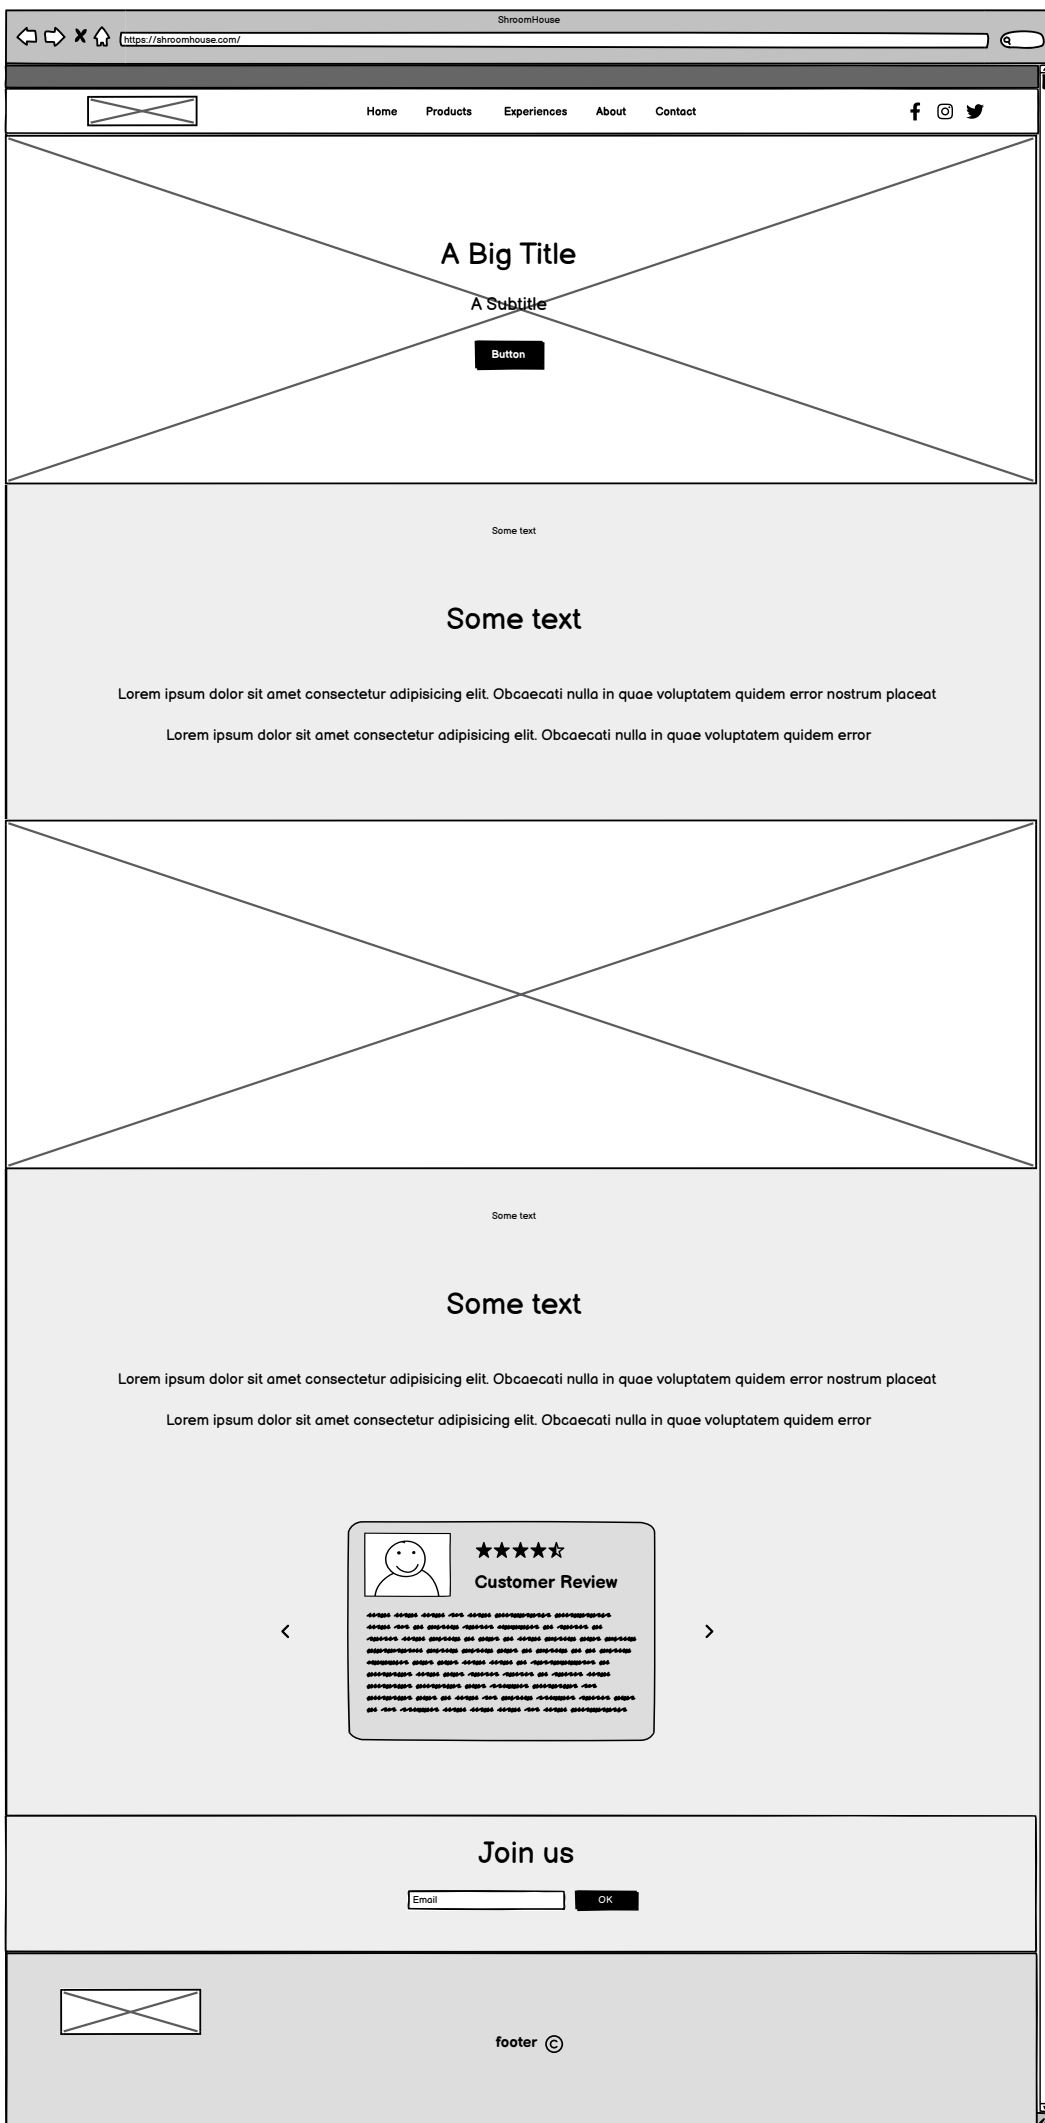 ShroomHouse
https://shroomhouse.com/
Home Products Experiences About Contact
A Big Title
A Subtitle
Button
Some text
Some text
Lorem ipsum dolor sit amet consectetur adipisicing elit. Obcaecati nulla in quae voluptatem quidem error nostrum placeat
Lorem ipsum dolor sit amet consectetur adipisicing elit. Obcaecati nulla in quae voluptatem quidem error
Some text
Some text
Lorem ipsum dolor sit amet consectetur adipisicing elit. Obcaecati nulla in quae voluptatem quidem error nostrum placeat
Lorem ipsum dolor sit amet consectetur adipisicing elit. Obcaecati nulla in quae voluptatem quidem error
Customer Review
Join us
Email OK
footer ©